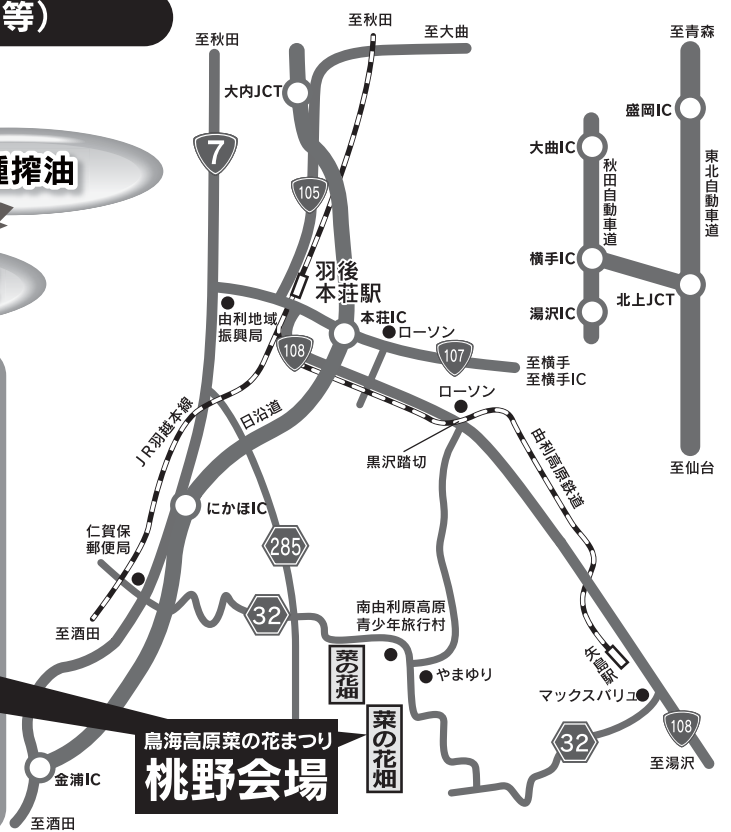 等）
種搾油
至秋田
至秋田
至大曲
大内JCT
7
105
羽後
本荘駅
由利地域
振興局
本荘IC
ローソン
108
107
至横手
至横手IC
ローソン
JR羽越本線
日沿道
黒沢踏切
由利高原鉄道
にかほIC
仁賀保
郵便局
285
32
至酒田
南由利原高原
青少年旅行村
菜の花畑
やまゆり
矢島駅
マックスバリュ
菜の花畑
32
108
至湯沢
鳥海高原菜の花まつり
桃野会場
金浦IC
至酒田
至青森
盛岡IC
大曲IC
秋田自動車道
東北自動車道
横手IC
北上JCT
湯沢IC
至仙台